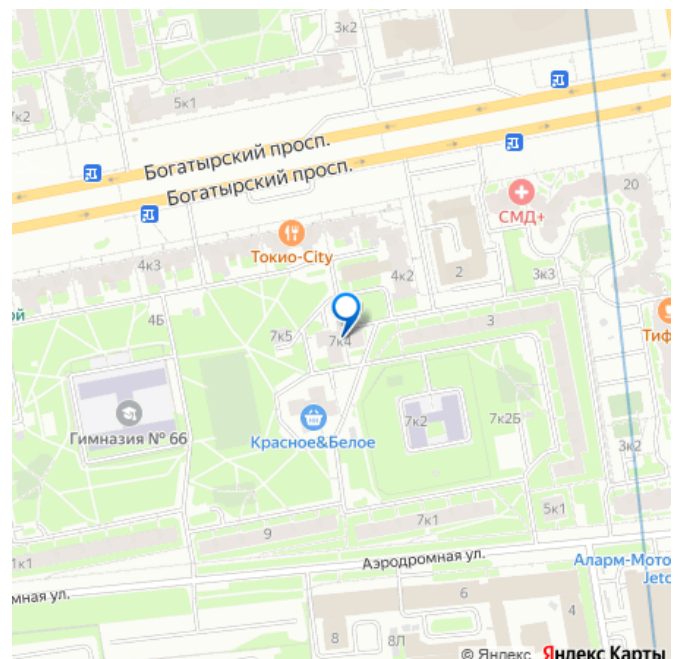 3к2
5к1
7к2
Богатырский просп.
Богатырский просп.
СМД+
20
Токио-City
4к3
4к2
2
3к3
ой
4Б
7к5
7к4
3
Тиф
Гимназия № 66
Красное&Белое
7к2
7к2Б
3к2
9
7к1
5к1
1к1
Аэродромная ул.
Аларм-Мото
Jetc
мная ул.
6
4
8
8Л
© Яндекс Яндекс Карты